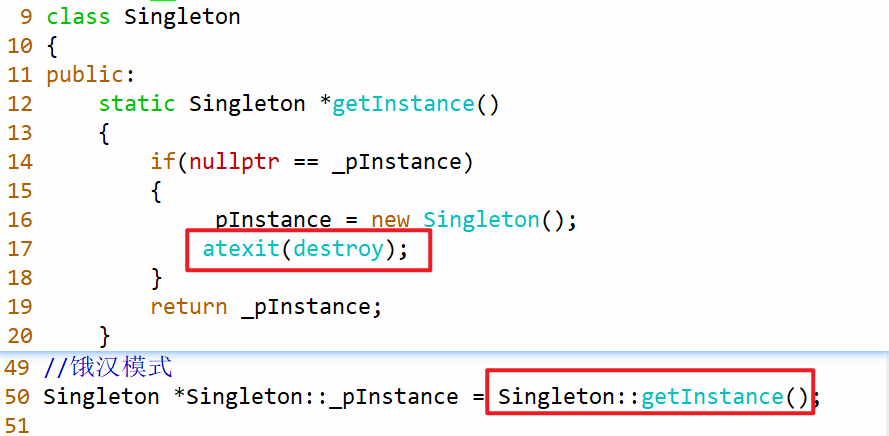 9 class Singleton
10 {
11 public:
12     static Singleton *getInstance()
13     {
14         if(nullptr == _pInstance)
15         {
16             _pInstance = new Singleton();
17             atexit(destroy);
18         }
19         return _pInstance;
20     }
49 //饿汉模式
50 Singleton *Singleton::_pInstance = Singleton::getInstance();
51